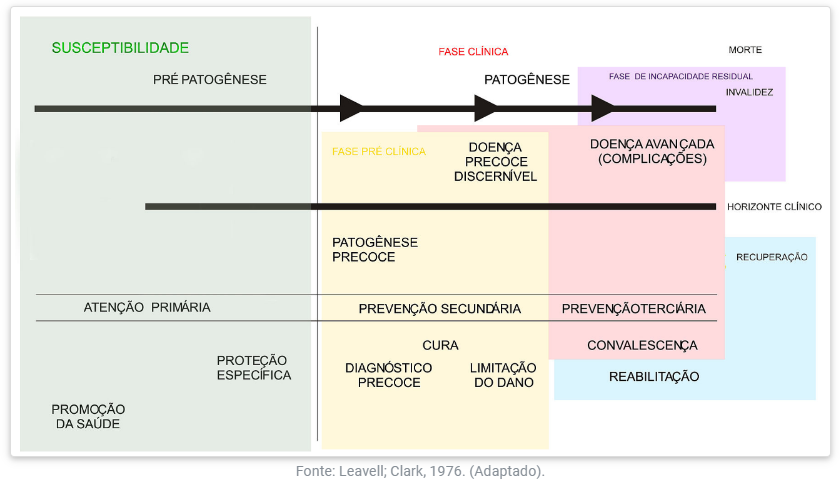 SUSCEPTIBILIDADE
FASE CLÍNICA
MORTE
PRÉ PATOGÊNESE
PATOGÊNESE
FASE DE INCAPACIDADE RESIDUAL
INVALIDEZ
FASE PRÉ CLÍNICA
DOENÇA
PRECOCE
DISCERNÍVEL
DOENÇA AVANÇADA
(COMPLICAÇÕES)
HORIZONTE CLÍNICO
PATOGÊNESE
PRECOCE
RECUPERAÇÃO
ATENÇÃO PRIMÁRIA
PREVENÇÃO SECUNDÁRIA
PREVENÇÃOTERCIÁRIA
CURA
CONVALESCENÇA
PROTEÇÃO
ESPECÍFICA
DIAGNÓSTICO
PRECOCE
LIMITAÇÃO
DO DANO
REABILITAÇÃO
PROMOÇÃO
DA SAÚDE
Fonte: Leavell; Clark, 1976. (Adaptado).